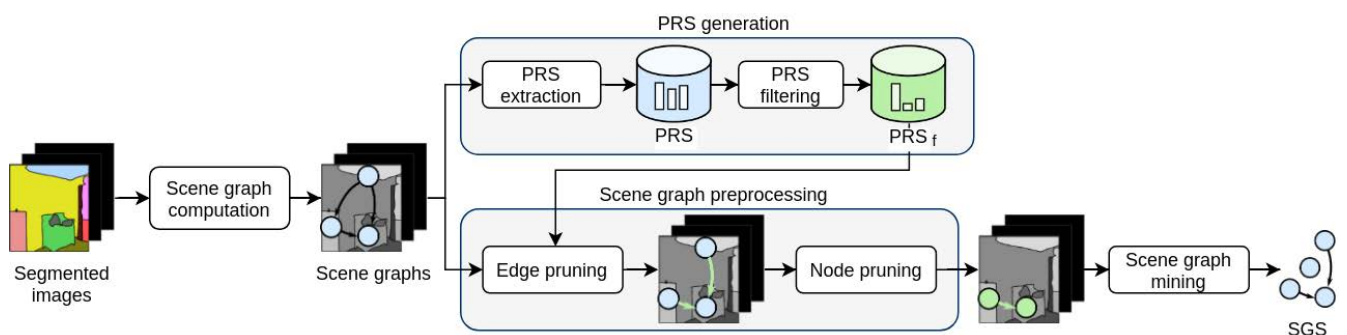 PRS generation
PRS
extraction
PRS
PRS
filtering
PRS f
Segmented
images
Scene graph
computation
Scene graphs
Scene graph preprocessing
Edge pruning
Node pruning
Scene graph
mining
SGS